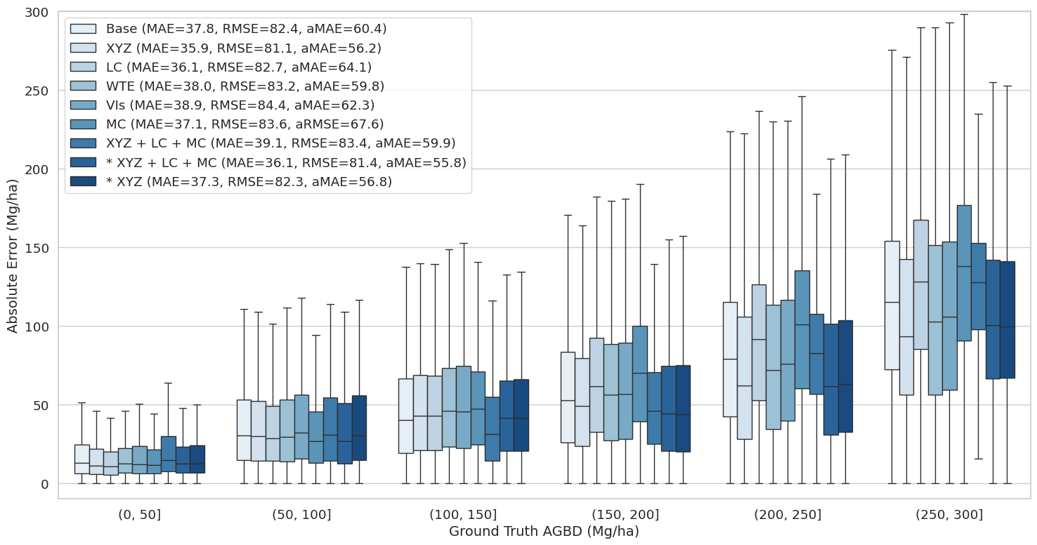 300
250
200
150
100
50
0
Absolute Error (Mg/ha)
Base (MAE=37.8, RMSE=82.4, aMAE=60.4)
XYZ (MAE=35.9, RMSE=81.1, aMAE=56.2)
LC (MAE=36.1, RMSE=82.7, aMAE=64.1)
WTE (MAE=38.0, RMSE=83.2, aMAE=59.8)
VIs (MAE=38.9, RMSE=84.4, aMAE=62.3)
MC (MAE=37.1, RMSE=83.6, aRMSE=67.6)
XYZ + LC + MC (MAE=39.1, RMSE=83.4, aMAE=59.9)
* XYZ + LC + MC (MAE=36.1, RMSE=81.4, aMAE=55.8)
* XYZ (MAE=37.3, RMSE=82.3, aMAE=56.8)
(0, 50] (50, 100] (100, 150] (150, 200] (200, 250] (250, 300]
Ground Truth AGBD (Mg/ha)